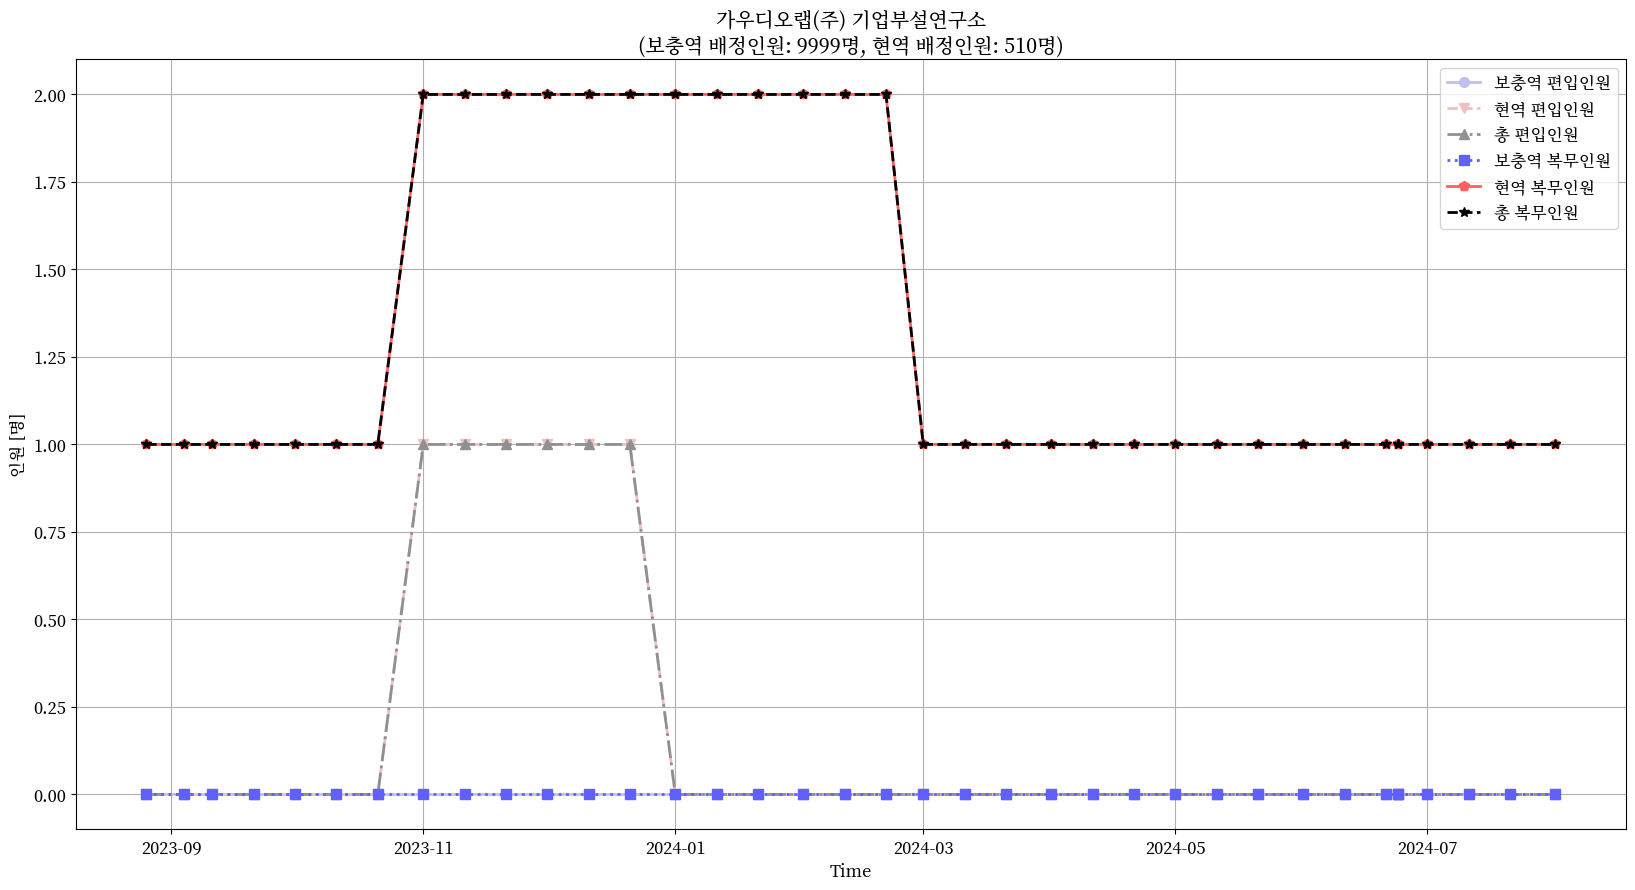 가우디오랩(주) 기업부설연구소
(보충역 배정인원: 9999명, 현역 배정인원: 510명)
보충역 편입인원
현역 편입인원
총 편입인원
보충역 복무인원
현역 복무인원
총 복무인원
인원 [명]
2.00
1.75
1.50
1.25
1.00
0.75
0.50
0.25
0.00
2023-09
2023-11
2024-01
2024-03
2024-05
2024-07
Time